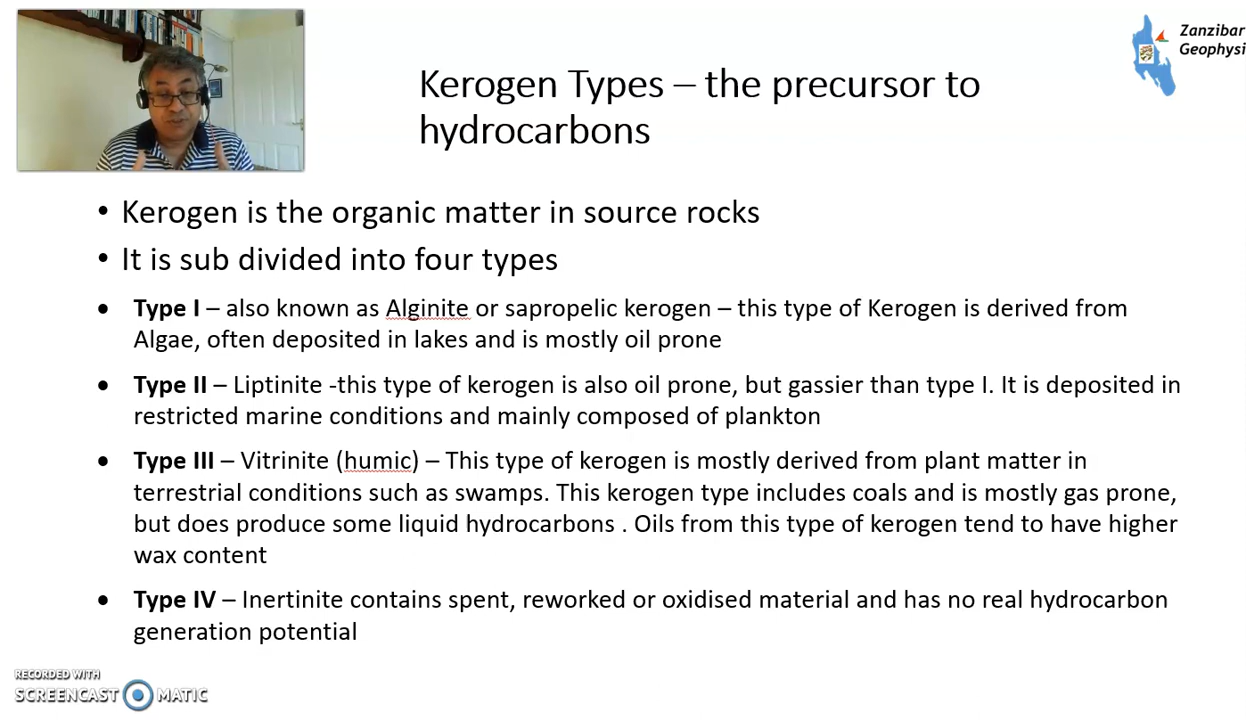 Zanzibar
Geophysi
Kerogen Types – the precursor to
hydrocarbons
• Kerogen is the organic matter in source rocks
• It is sub divided into four types
• Type I – also known as Alginite or sapropelic kerogen – this type of Kerogen is derived from
Algae, often deposited in lakes and is mostly oil prone
• Type II – Liptinite -this type of kerogen is also oil prone, but gassier than type I. It is deposited in
restricted marine conditions and mainly composed of plankton
• Type III – Vitrinite (humic) – This type of kerogen is mostly derived from plant matter in
terrestrial conditions such as swamps. This kerogen type includes coals and is mostly gas prone,
but does produce some liquid hydrocarbons . Oils from this type of kerogen tend to have higher
wax content
• Type IV – Inertinite contains spent, reworked or oxidised material and has no real hydrocarbon
generation potential
RECORDED WITH
SCREENCAST MATIC